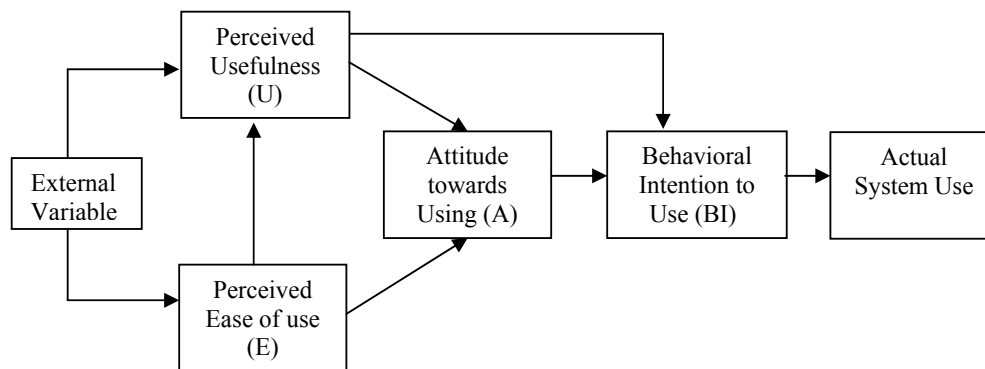 Perceived
Usefulness
(U)
External
Variable
Perceived
Ease of use
(E)
Attitude
towards
Using (A)
Behavioral
Intention to
Use (BI)
Actual
System Use